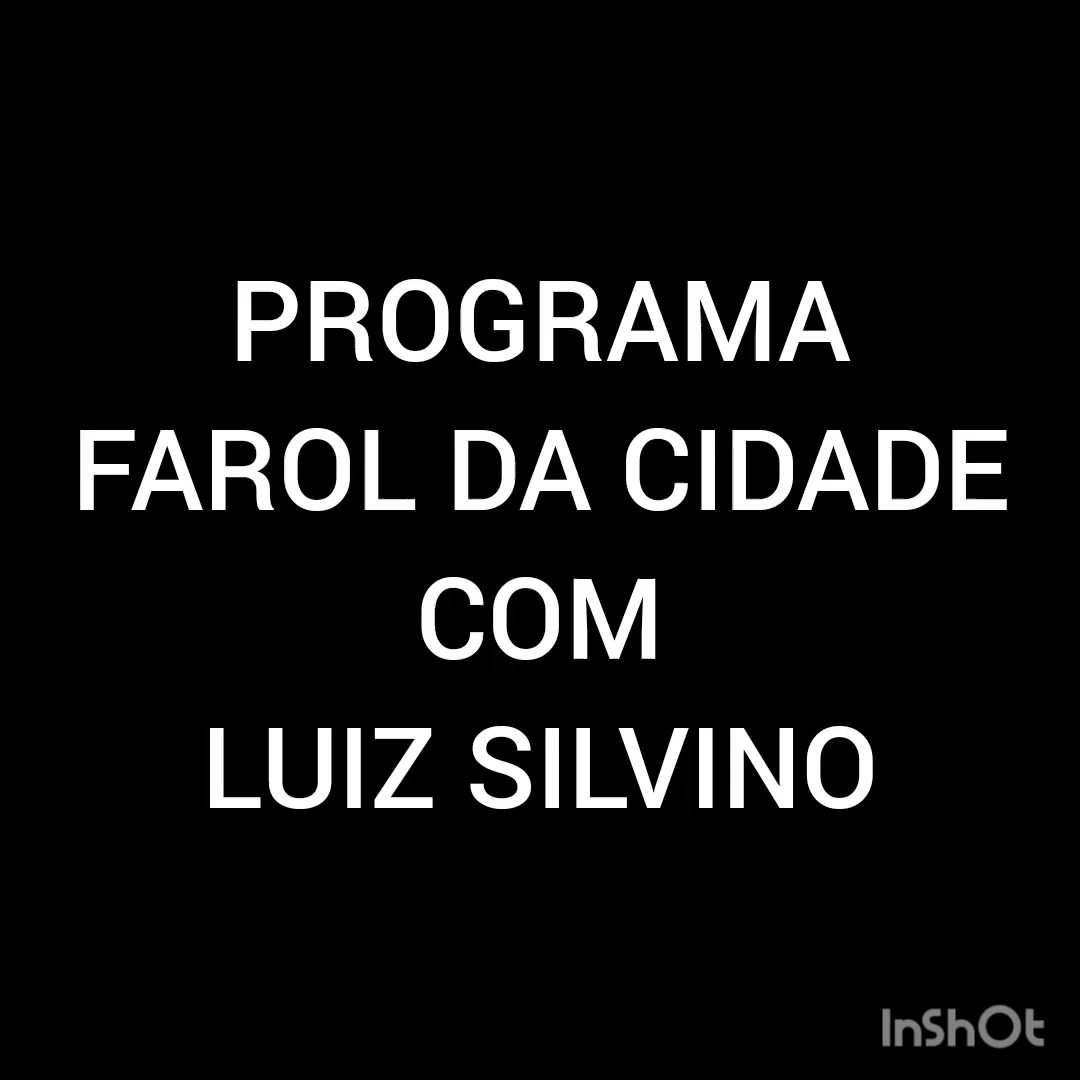 PROGRAMA
FAROL DA CIDADE
COM
LUIZ SILVINO
InShOt